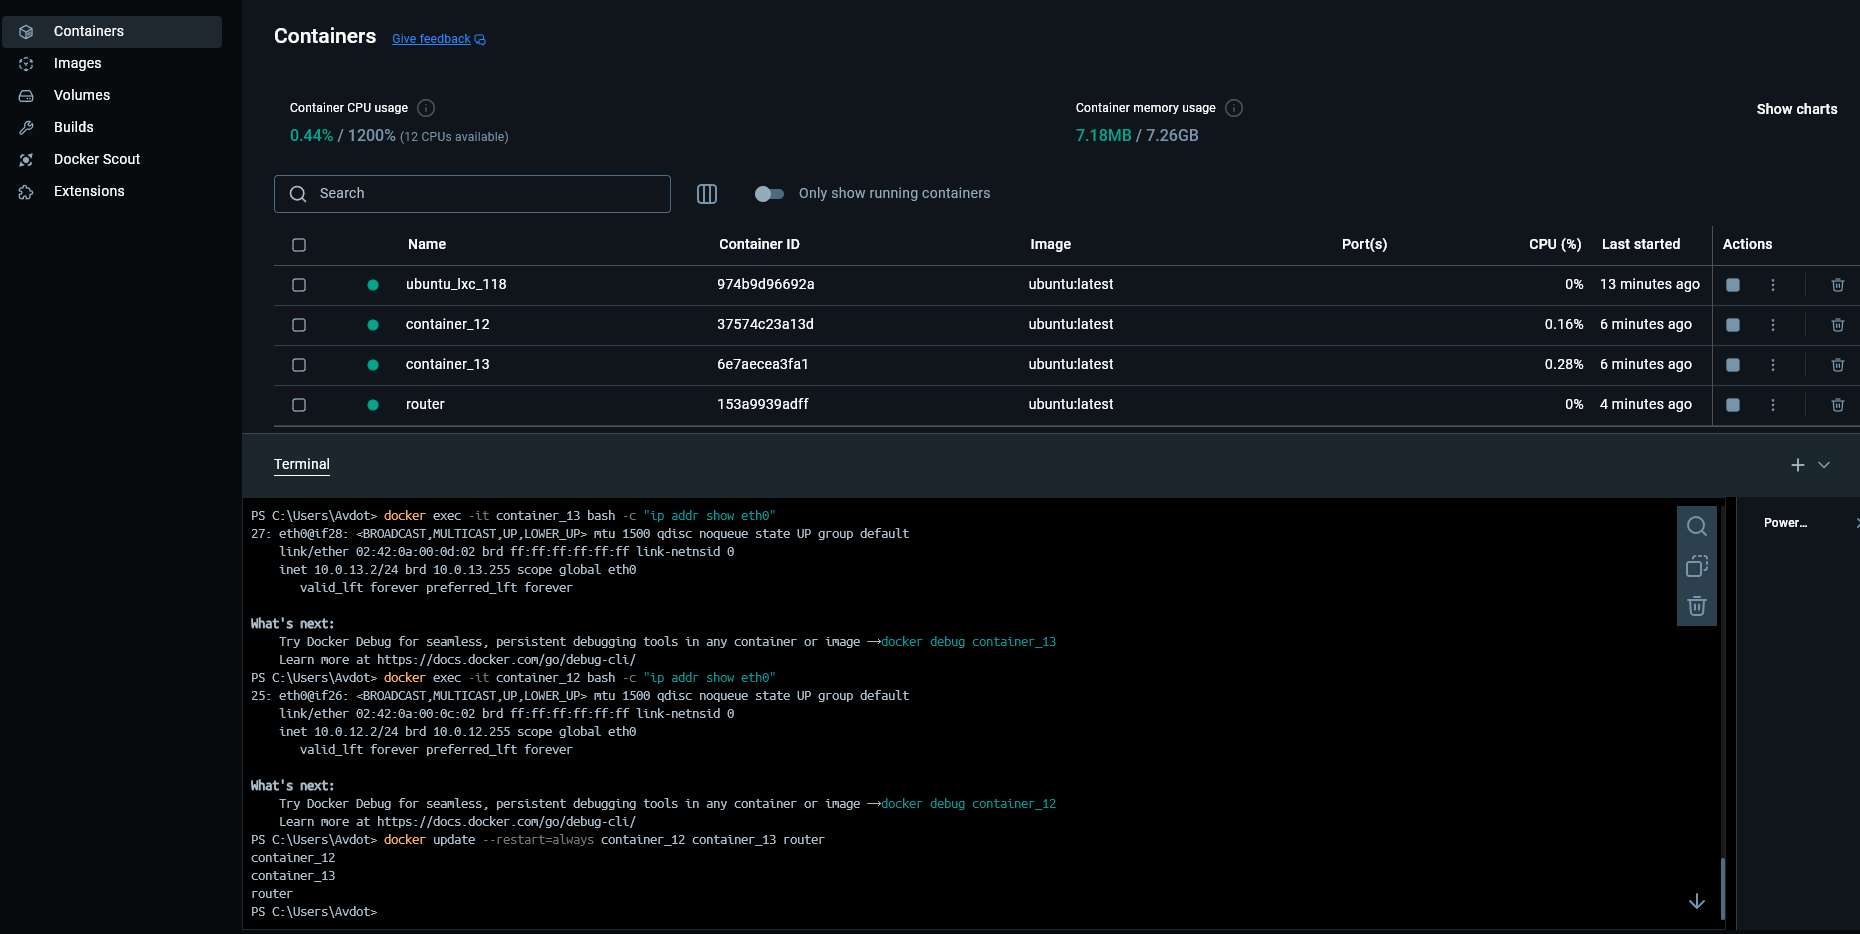 Containers
Images
Volumes
Builds
Docker Scout
Extensions
Containers Give feedback
Container CPU usage
0.44% / 1200% (12 CPUs available)
Container memory usage
7.18MB / 7.26GB
Show charts
Search
Only show running containers
Name Container ID Image Port(s) CPU (%) Last started Actions
ubuntu_lxc_118 974b9d96692a ubuntu:latest 0% 13 minutes ago
container_12 37574c23a13d ubuntu:latest 0.16% 6 minutes ago
container_13 6e7aecea3fa1 ubuntu:latest 0.28% 6 minutes ago
router 153a9939adff ubuntu:latest 0% 4 minutes ago
Terminal
PS C:\Users\Avdot> docker exec -it container_13 bash -c "ip addr show eth0"
27: eth0@if28: <BROADCAST,MULTICAST,UP,LOWER_UP> mtu 1500 qdisc noqueue state UP group default
link/ether 02:42:0a:00:0d:02 brd ff:ff:ff:ff:ff:ff link-netnsid 0
inet 10.0.13.2/24 brd 10.0.13.255 scope global eth0
valid_lft forever preferred_lft forever
What's next:
Try Docker Debug for seamless, persistent debugging tools in any container or image →docker debug container_13
Learn more at https://docs.docker.com/go/debug-cli/
PS C:\Users\Avdot> docker exec -it container_12 bash -c "ip addr show eth0"
25: eth0@if26: <BROADCAST,MULTICAST,UP,LOWER_UP> mtu 1500 qdisc noqueue state UP group default
link/ether 02:42:0a:00:0c:02 brd ff:ff:ff:ff:ff:ff link-netnsid 0
inet 10.0.12.2/24 brd 10.0.12.255 scope global eth0
valid_lft forever preferred_lft forever
What's next:
Try Docker Debug for seamless, persistent debugging tools in any container or image →docker debug container_12
Learn more at https://docs.docker.com/go/debug-cli/
PS C:\Users\Avdot> docker update --restart=always container_12 container_13 router
container_12
container_13
router
PS C:\Users\Avdot>
Power...